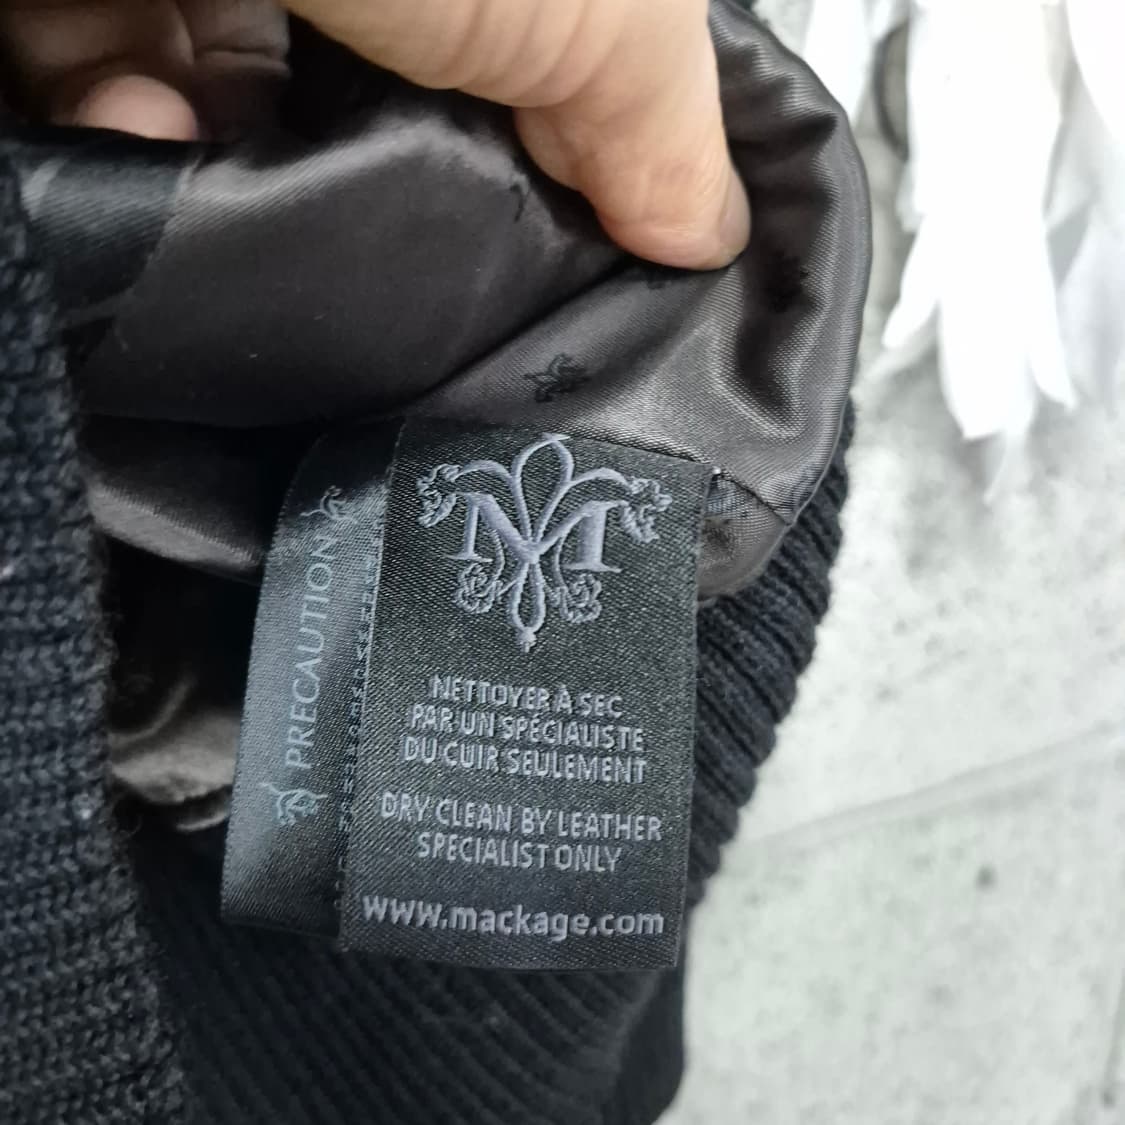 PRECAUTION
M
NETTOYER À SEC
PAR UN SPÉCIALISTE
DU CUIR SEULEMENT
DRY CLEAN BY LEATHER
SPECIALIST ONLY
www.mackage.com